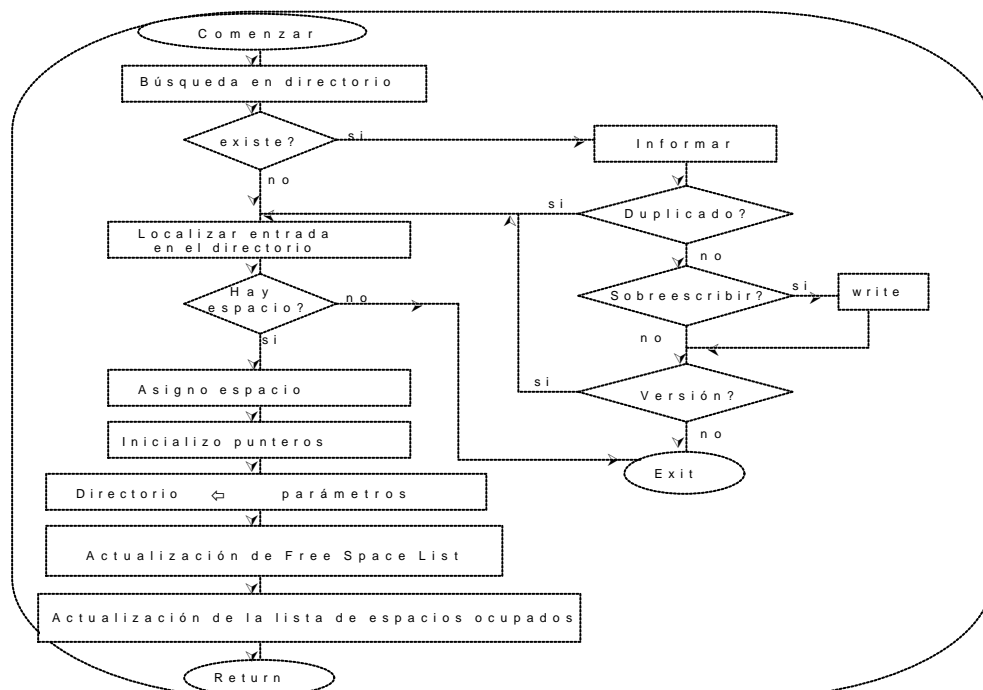 Comenzar
Búsqueda en directorio
existe?
si
no
Informar
Duplicado?
si
no
Localizar entrada
en el directorio
Hay
espacio?
no
si
Sobreescribir?
si
write
no
Asigno espacio
Versión?
si
no
Inicializo punteros
Exit
Directorio ⇦ parámetros
Actualización de Free Space List
Actualización de la lista de espacios ocupados
Return